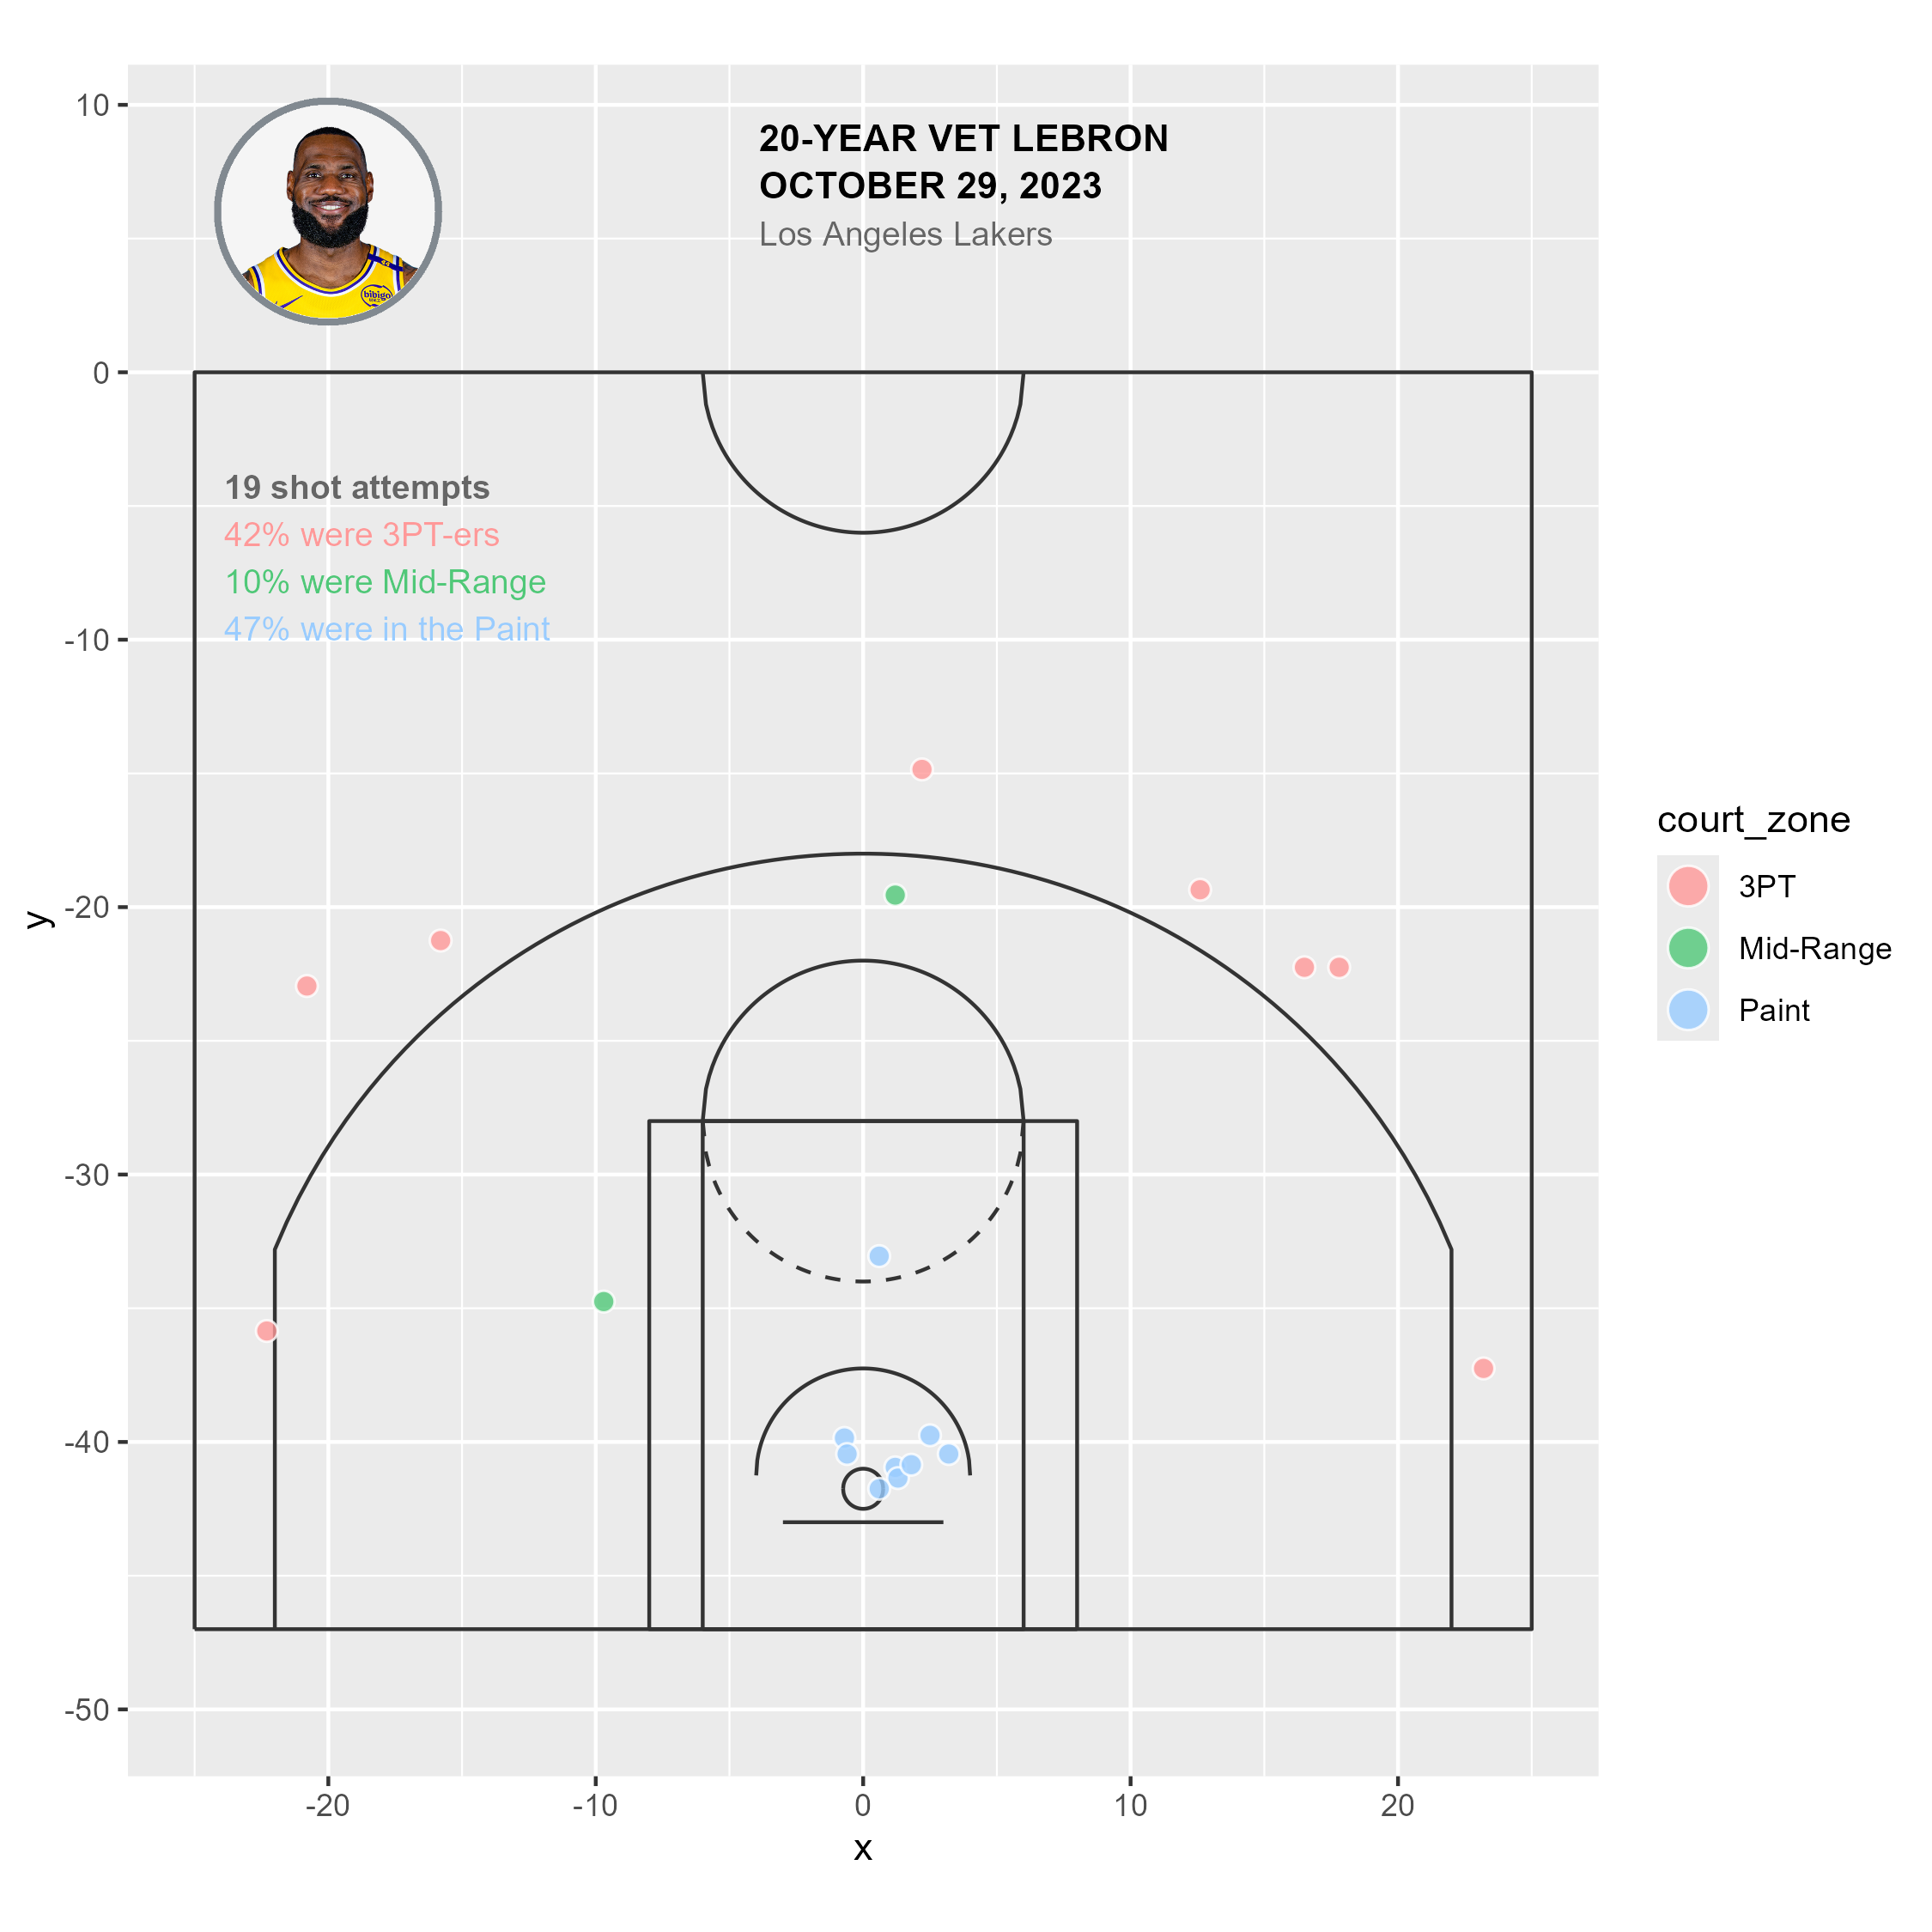 20-YEAR VET LEBRON
OCTOBER 29, 2023
Los Angeles Lakers
bibigo
10
0
-10
-20
-30
-40
-50
y
19 shot attempts
42% were 3PT-ers
10% were Mid-Range
47% were in the Paint
court_zone
3PT
Mid-Range
Paint
-20
-10
0
10
20
x